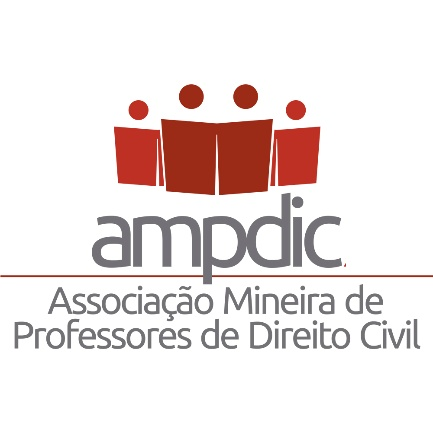 ampdic
Associação Mineira de
Professores de Direito Civil